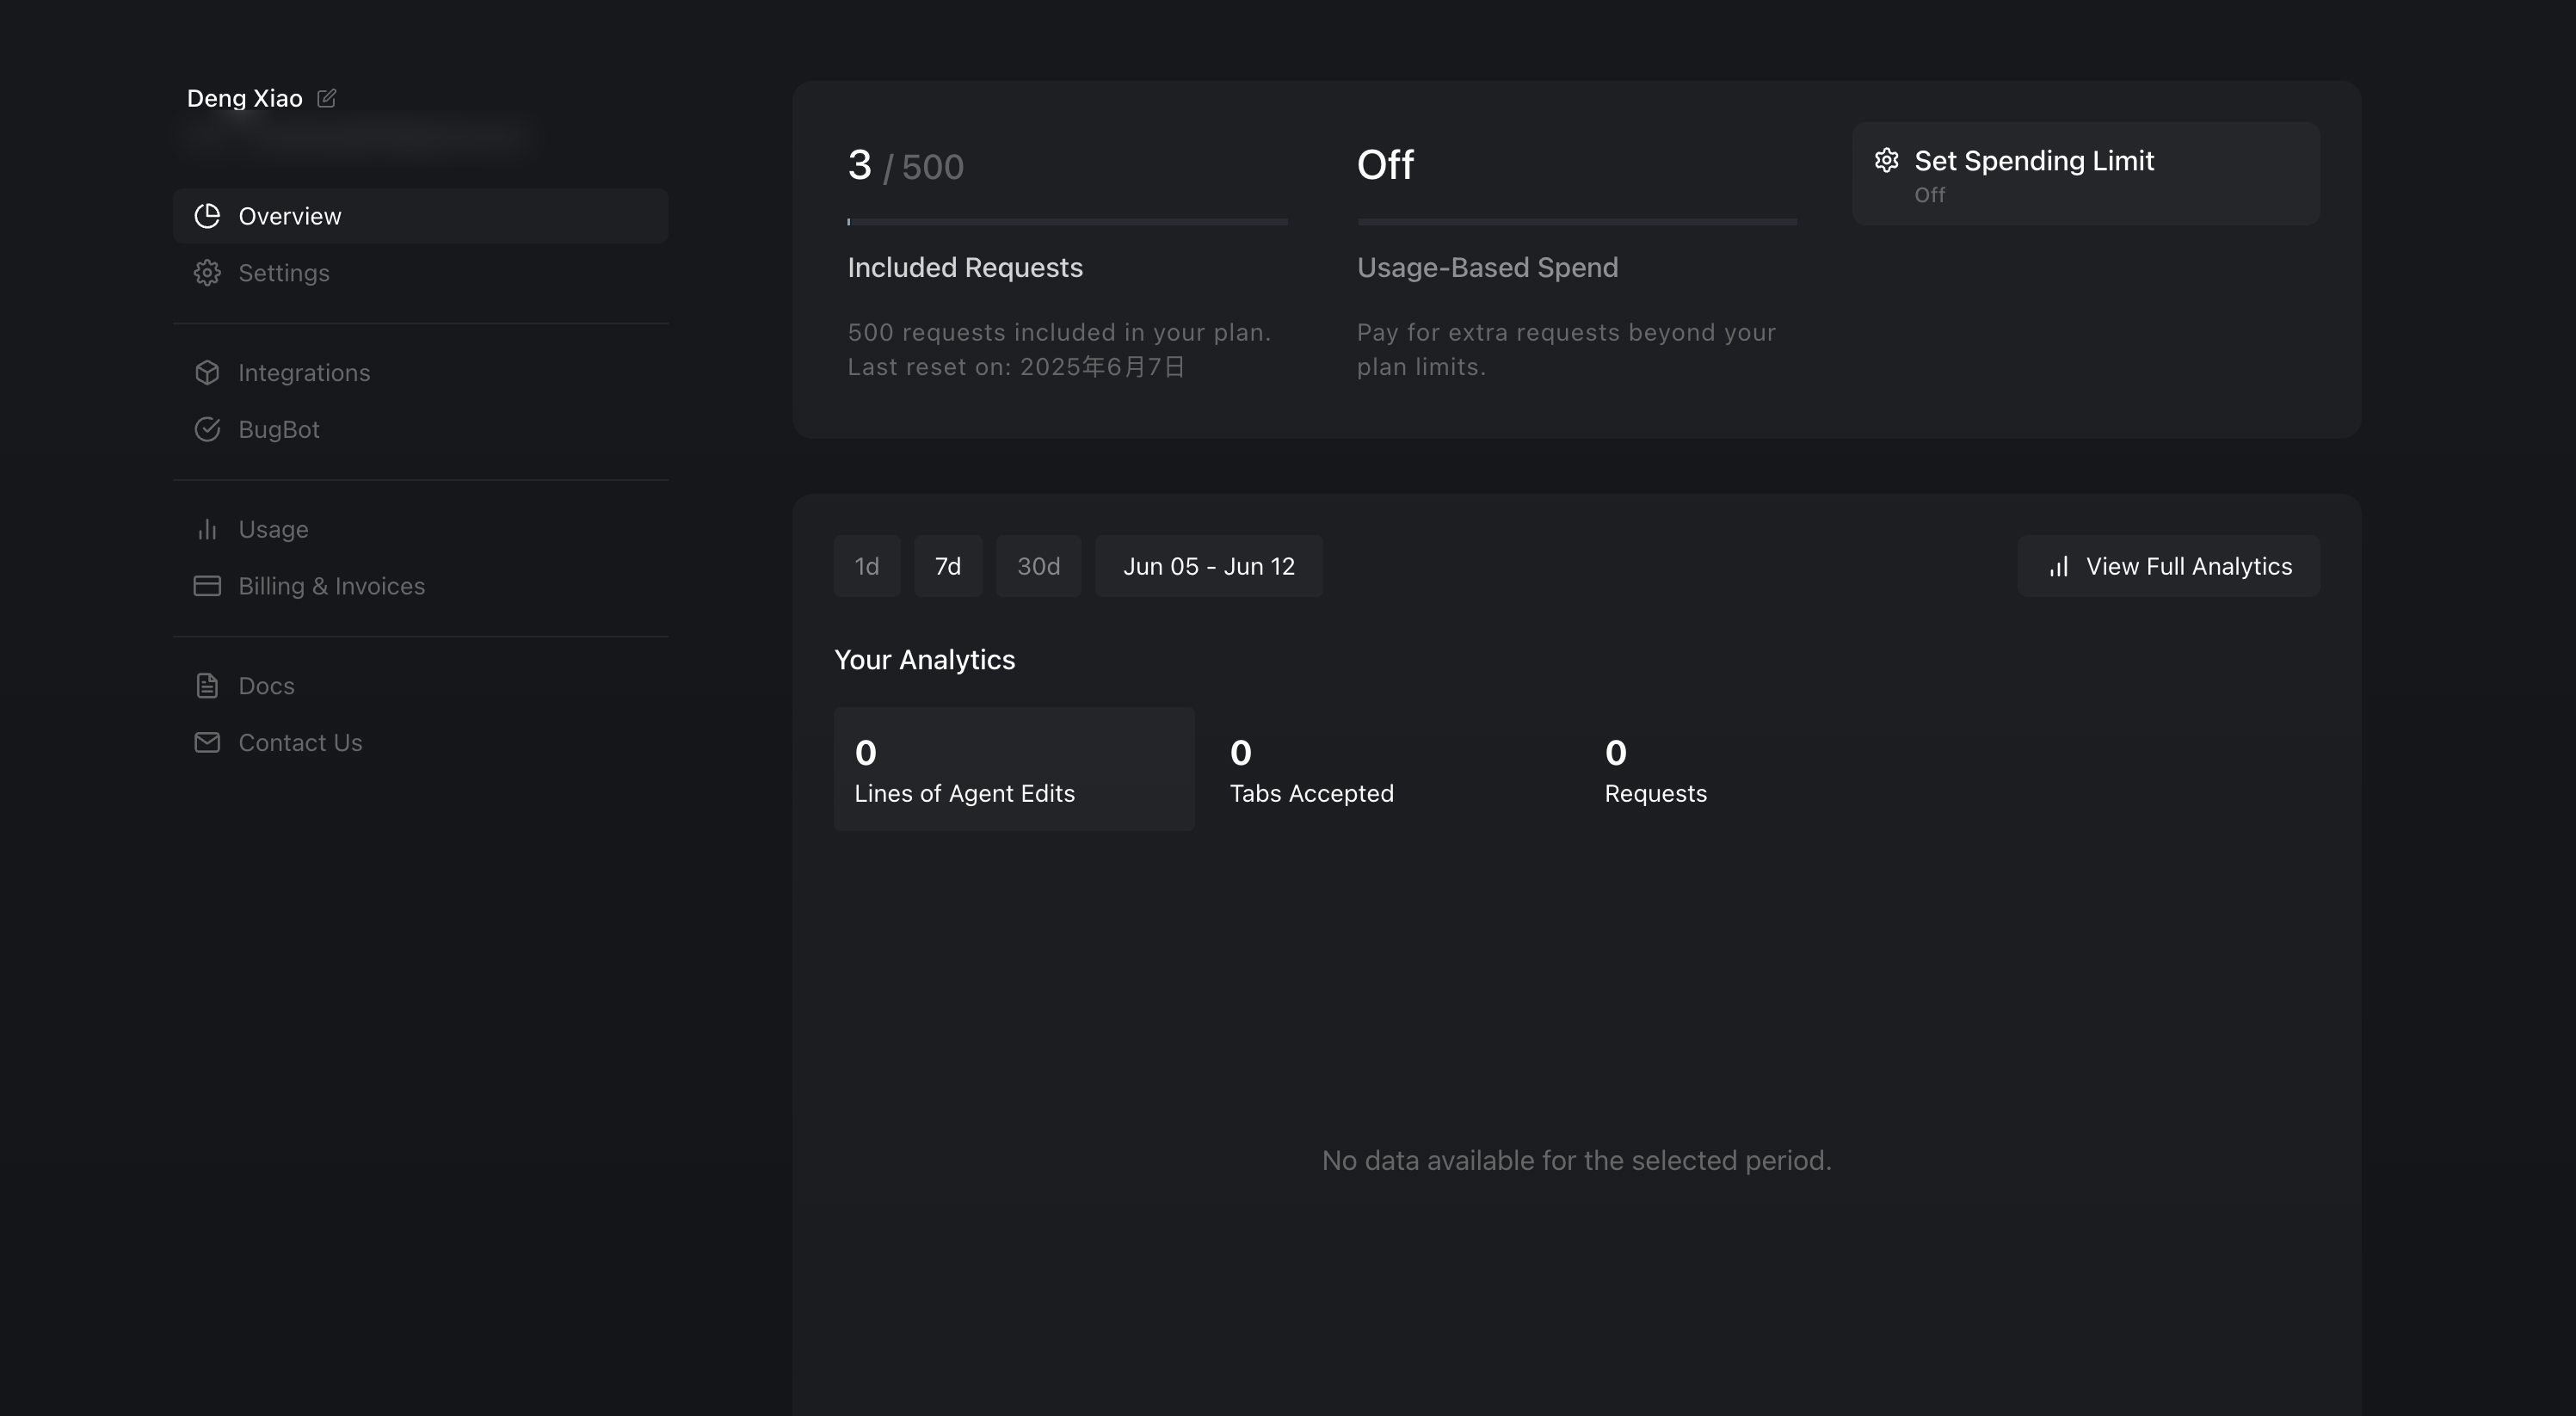 Deng Xiao
Overview
Settings
Integrations
BugBot
Usage
Billing & Invoices
Docs
Contact Us
3 / 500
Included Requests
500 requests included in your plan.
Last reset on: 2025年6月7日
Off
Usage-Based Spend
Pay for extra requests beyond your
plan limits.
Set Spending Limit
Off
1d 7d 30d Jun 05 - Jun 12
View Full Analytics
Your Analytics
0
Lines of Agent Edits
0
Tabs Accepted
0
Requests
No data available for the selected period.